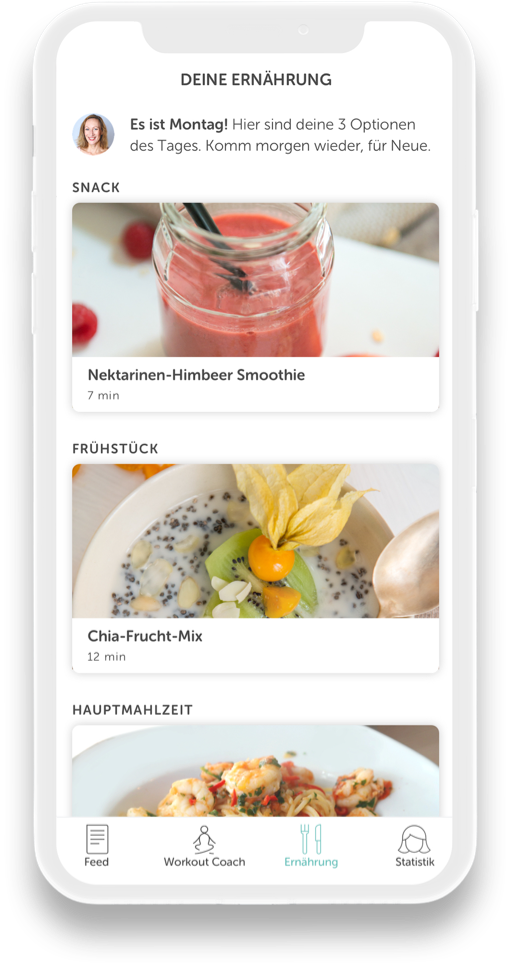 DEINE ERNÄHRUNG
Es ist Montag! Hier sind deine 3 Optionen
des Tages. Komm morgen wieder, für Neue.
SNACK
Nektarinen-Himbeer Smoothie
7 min
FRÜHSTÜCK
Chia-Frucht-Mix
12 min
HAUPTMAHLZEIT
Feed
Workout Coach
Ernährung
Statistik